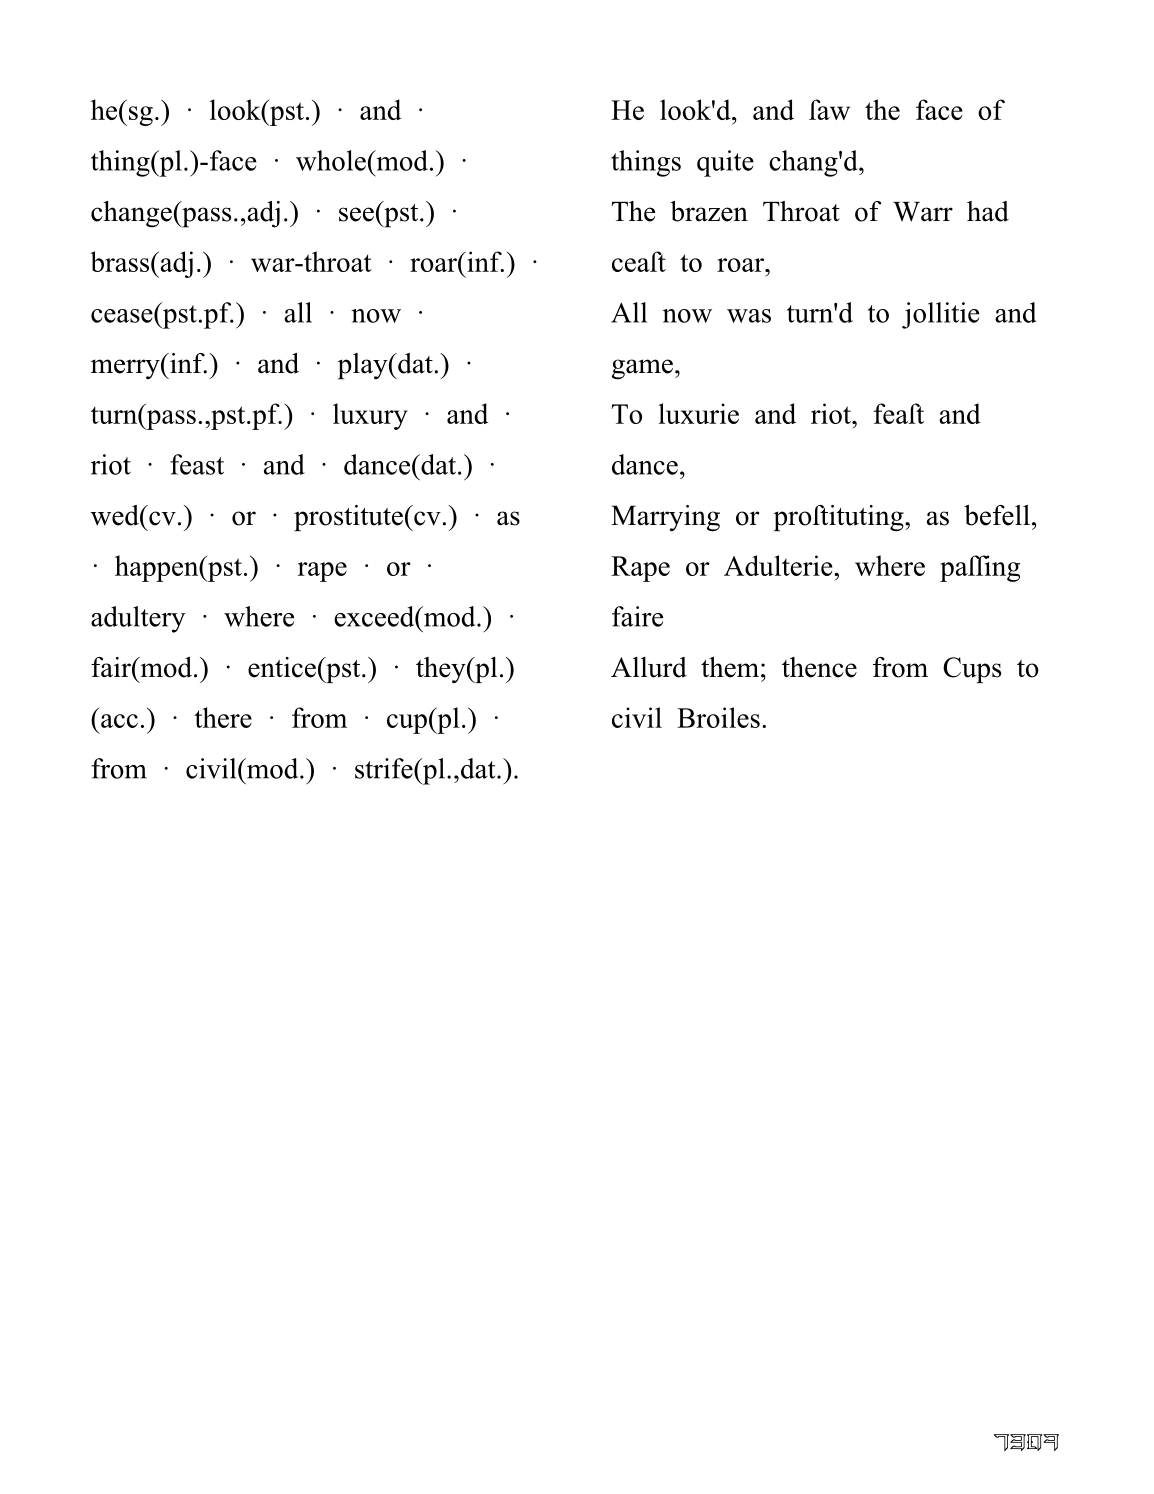 he(sg.) · look(pst.) · and ·
thing(pl.)-face · whole(mod.) ·
change(pass.,adj.) · see(pst.) ·
brass(adj.) · war-throat · roar(inf.) ·
cease(pst.pf.) · all · now ·
merry(inf.) · and · play(dat.) ·
turn(pass.,pst.pf.) · luxury · and ·
riot · feast · and · dance(dat.) ·
wed(cv.) · or · prostitute(cv.) · as
· happen(pst.) · rape · or ·
adultery · where · exceed(mod.) ·
fair(mod.) · entice(pst.) · they(pl.)
(acc.) · there · from · cup(pl.) ·
from · civil(mod.) · strife(pl.,dat.).
He look'd, and ſaw the face of
things quite chang'd,
The brazen Throat of Warr had
ceaſt to roar,
All now was turn'd to jollitie and
game,
To luxurie and riot, feaſt and
dance,
Marrying or proſtituting, as befell,
Rape or Adulterie, where paſſing
faire
Allurd them; thence from Cups to
civil Broiles.